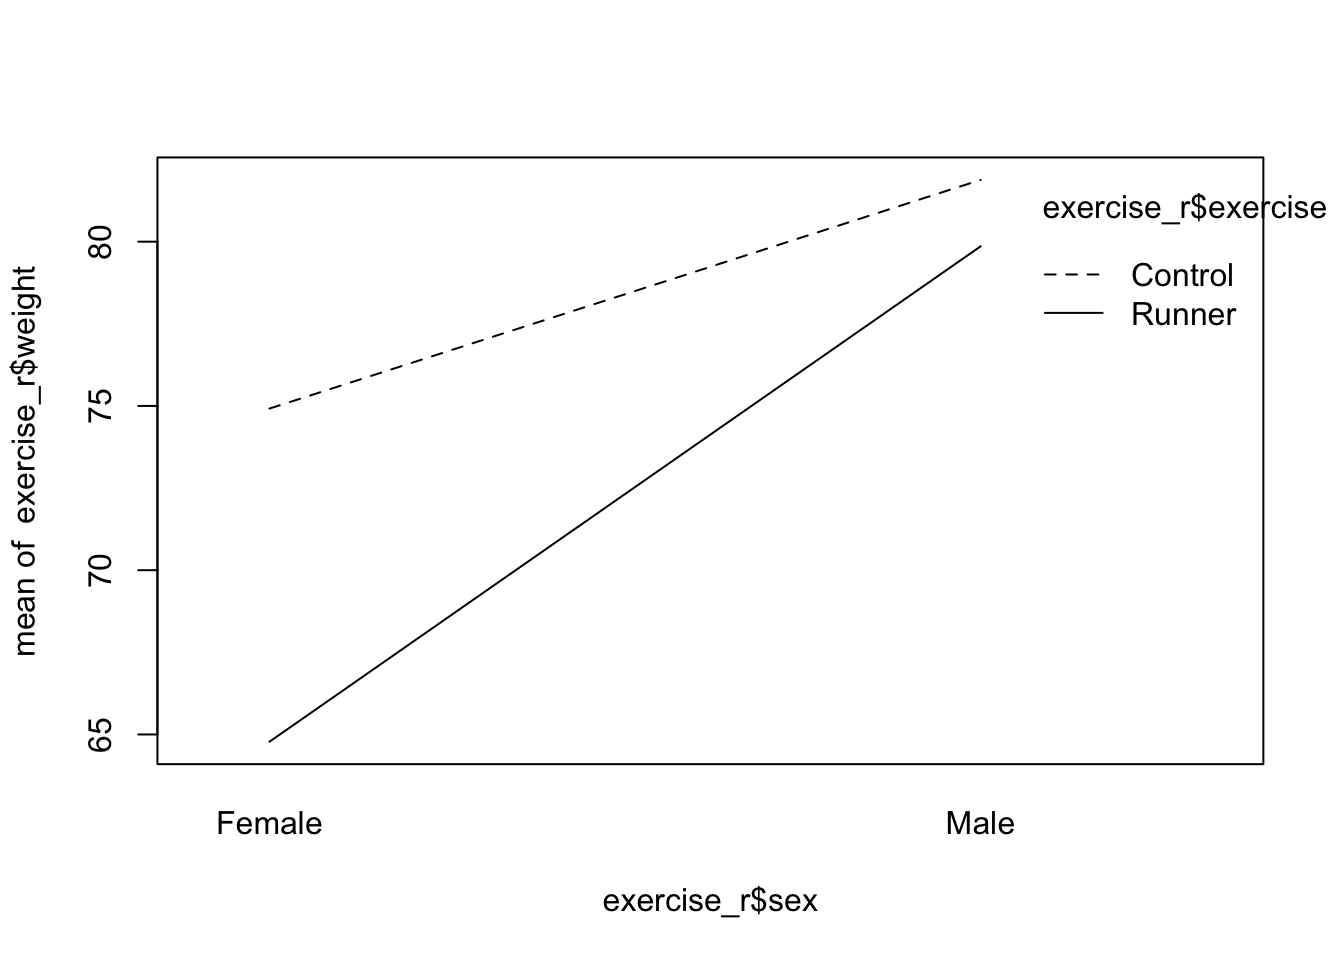 mean of  exercise_r$weight
80
75
70
65
exercise_r$exercise
Control
Runner
Female
Male
exercise_r$sex